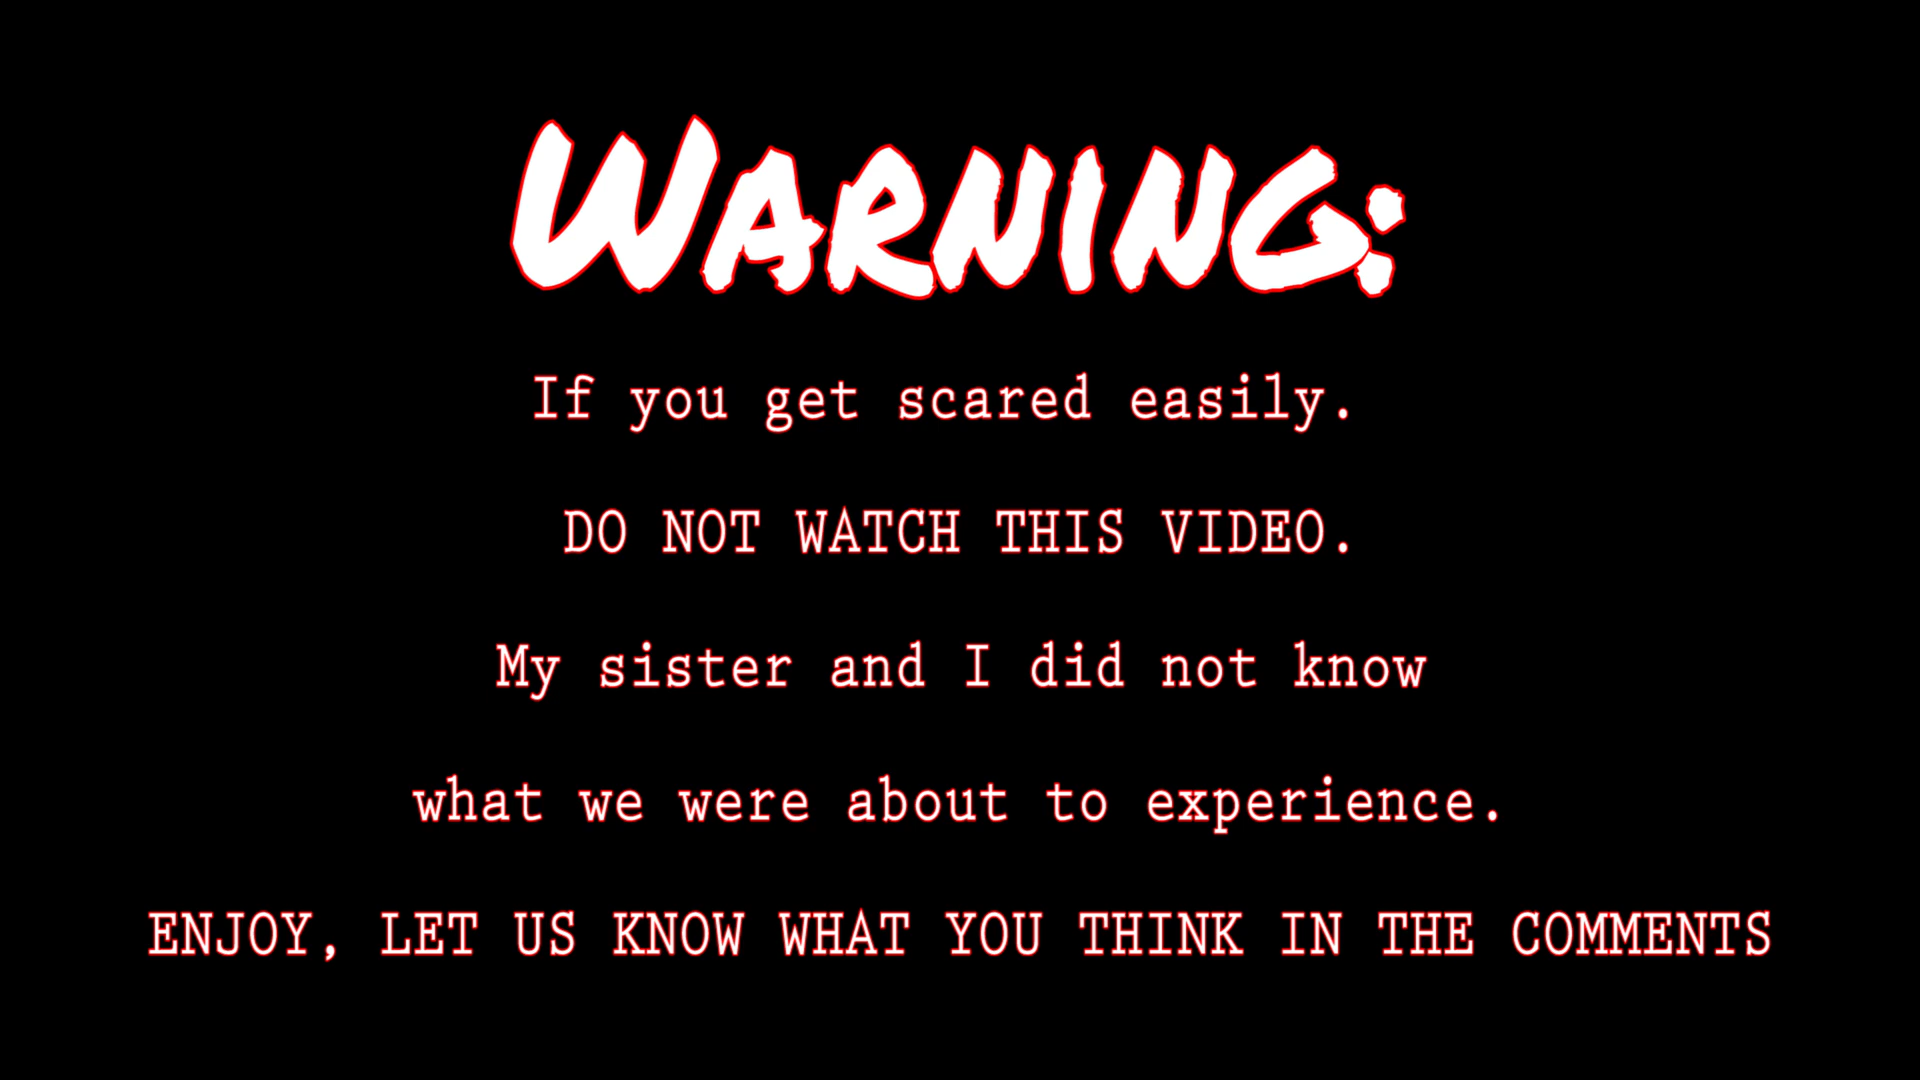 WARNING:
If you get scared easily.
DO NOT WATCH THIS VIDEO.
My sister and I did not know
what we were about to experience.
ENJOY, LET US KNOW WHAT YOU THINK IN THE COMMENTS